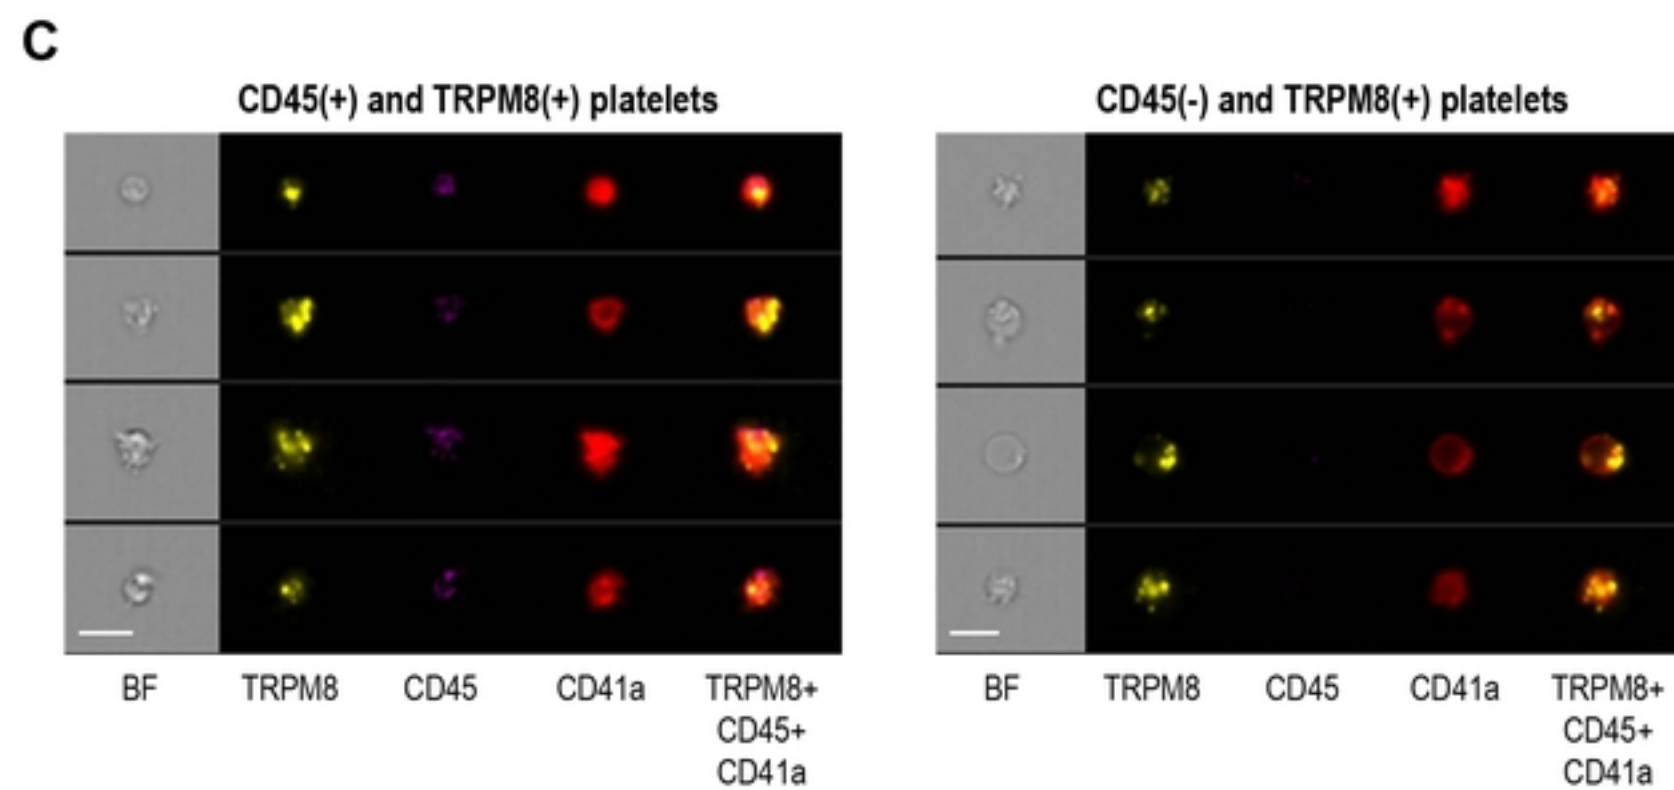 C
CD45(+) and TRPM8(+) platelets
CD45(-) and TRPM8(+) platelets
BF TRPM8 CD45 CD41a TRPM8+
CD45+
CD41a
BF TRPM8 CD45 CD41a TRPM8+
CD45+
CD41a